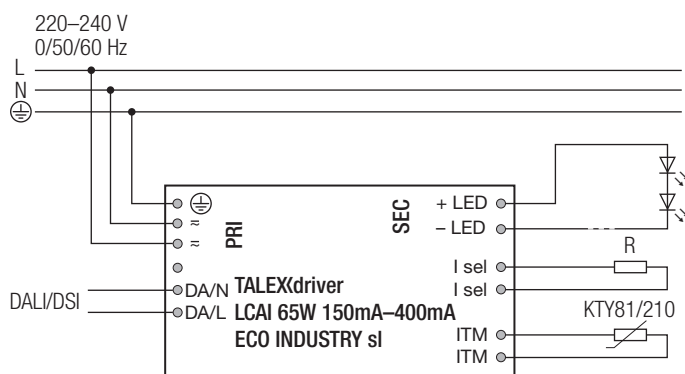 220–240 V
0/50/60 Hz
L
N
+ LED
– LED
≂
≂
PRI
SEC
R
I sel
I sel
DALI/DSI
DA/N
DA/L
TALEXXdriver
LCAI 65W 150mA–400mA
ECO INDUSTRY sl
KTY81/210
ITM
ITM